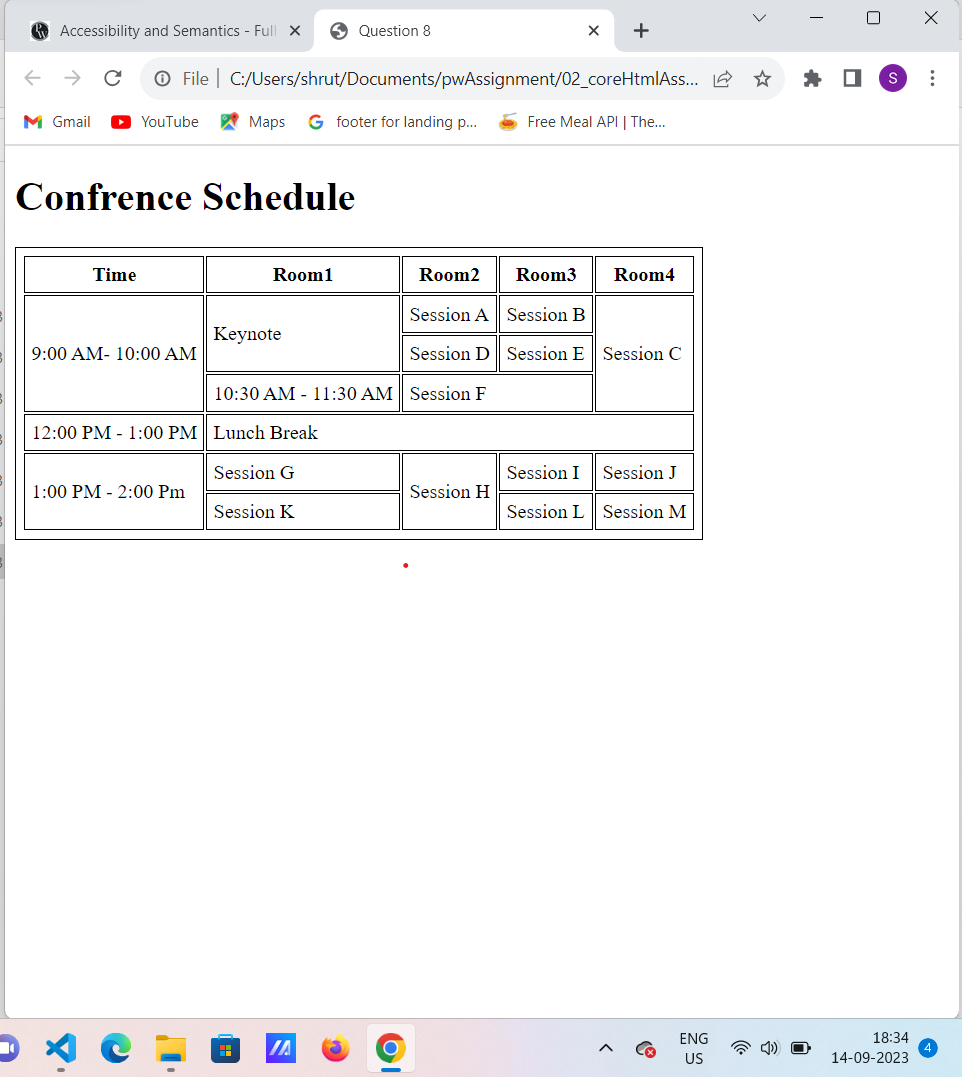 Accessibility and Semantics - Full
Question 8
File C:/Users/shrut/Documents/pwAssignment/02_coreHtmlAss...
S
Gmail YouTube Maps footer for landing p... Free Meal API | The...
Confrence Schedule
Time Room1 Room2 Room3 Room4
9:00 AM- 10:00 AM Keynote Session A Session B Session C
Session D Session E
10:30 AM - 11:30 AM Session F
12:00 PM - 1:00 PM Lunch Break
1:00 PM - 2:00 Pm Session G Session H Session I Session J
Session K Session L Session M
ENG 18:34
US 14-09-2023 4